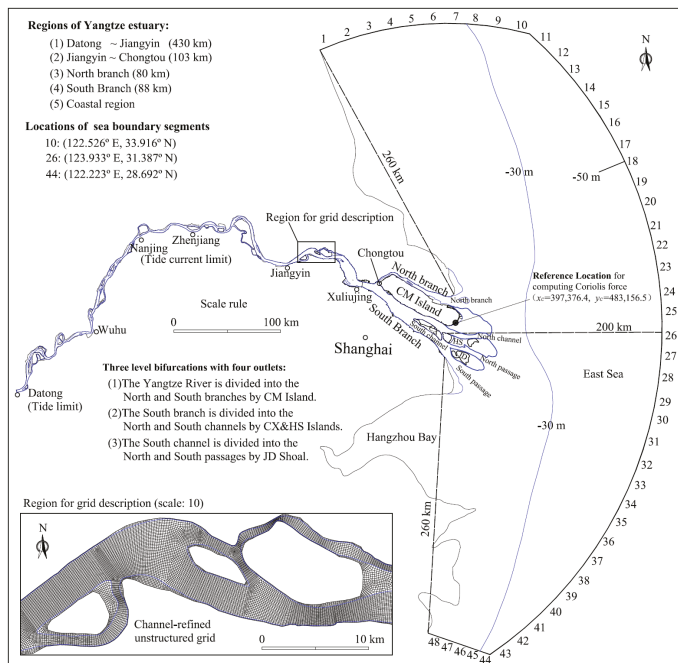 Regions of Yangtze estuary:
(1) Datong ~ Jiangyin (430 km)
(2) Jiangyin ~ Chongtou (103 km)
(3) North branch (80 km)
(4) South Branch (88 km)
(5) Coastal region
Locations of sea boundary segments
10: (122.526º E, 33.916º N)
26: (123.933º E, 31.387º N)
44: (122.223º E, 28.692º N)
1
2
3
4
5
6
7
8
9
10
11
12
13
14
15
16
17
18
19
20
21
22
23
24
25
26
27
28
29
30
31
32
33
34
35
36
37
38
39
40
41
42
43
44
45
46
47
48
N
260 km
-30 m
-50 m
Region for grid description
Zhenjiang
Nanjing
(Tide current limit)
Jiangyin
Chongtou
Xuliujing
North branch
CM Island
North branch
South Branch
South channel
North channel
JMS
JD
North passage
South passage
Reference Location for
computing Coriolis force
(xc=397,376.4, yc=483,156.5)
200 km
East Sea
Scale rule
0 100 km
Wuhu
Shanghai
Datong
(Tide limit)
Three level bifurcations with four outlets:
(1)The Yangtze River is divided into the
North and South branches by CM Island.
(2)The South branch is divided into the
North and South channels by CX&HS Islands.
(3)The South channel is divided into the
North and South passages by JD Shoal.
Hangzhou Bay
-30 m
260 km
Region for grid description (scale: 10)
N
Channel-refined
unstructured grid
0 10 km